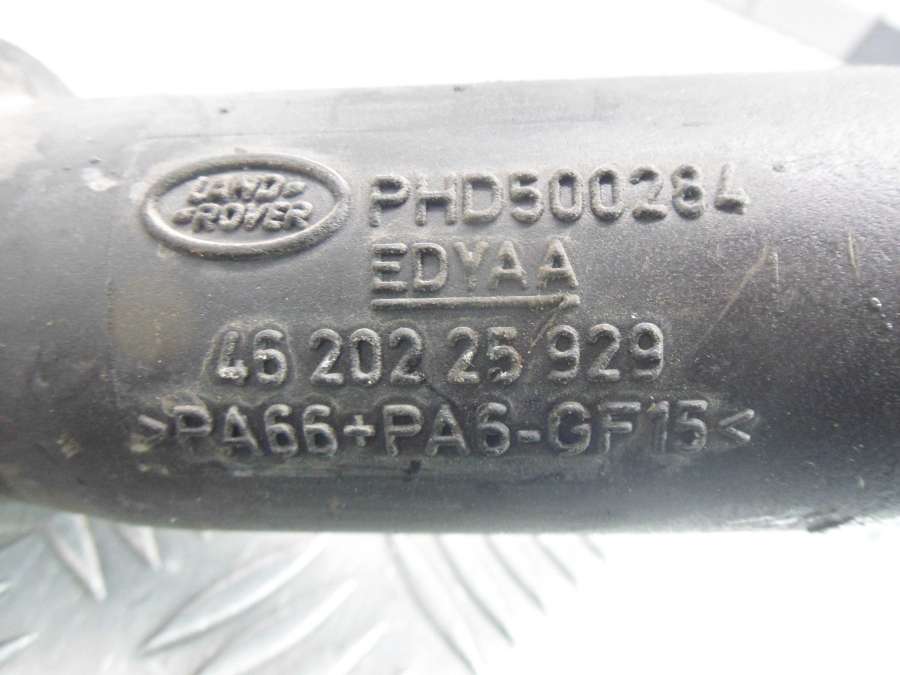 LAND-
-ROVER
PHD500284
EDYAA
46 202 25 929
>PA66+PA6-GF15<